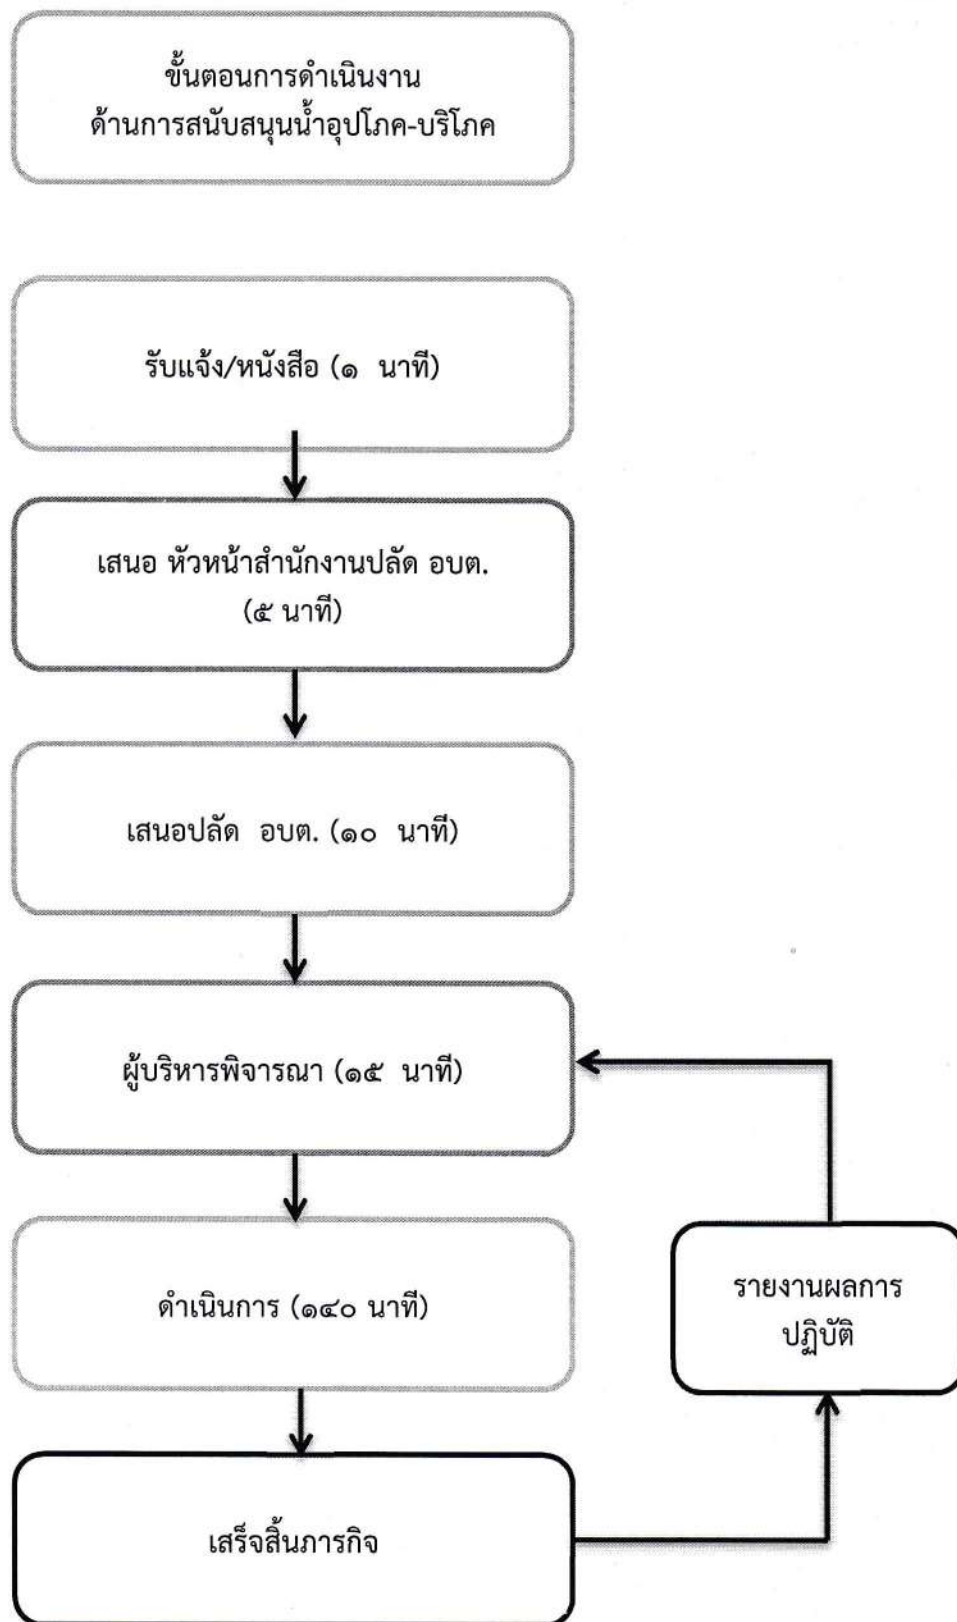 ขั้นตอนการดำเนินงาน
ด้านการสนับสนุนน้ำอุปโภค-บริโภค
รับแจ้ง/หนังสือ (๑ นาที)
เสนอ หัวหน้าสำนักงานปลัด อบต.
(๕ นาที)
เสนอปลัด อบต. (๑๐ นาที)
ผู้บริหารพิจารณา (๑๕ นาที)
ดำเนินการ (๑๔๐ นาที)
รายงานผลการ
ปฏิบัติ
เสร็จสิ้นภารกิจ